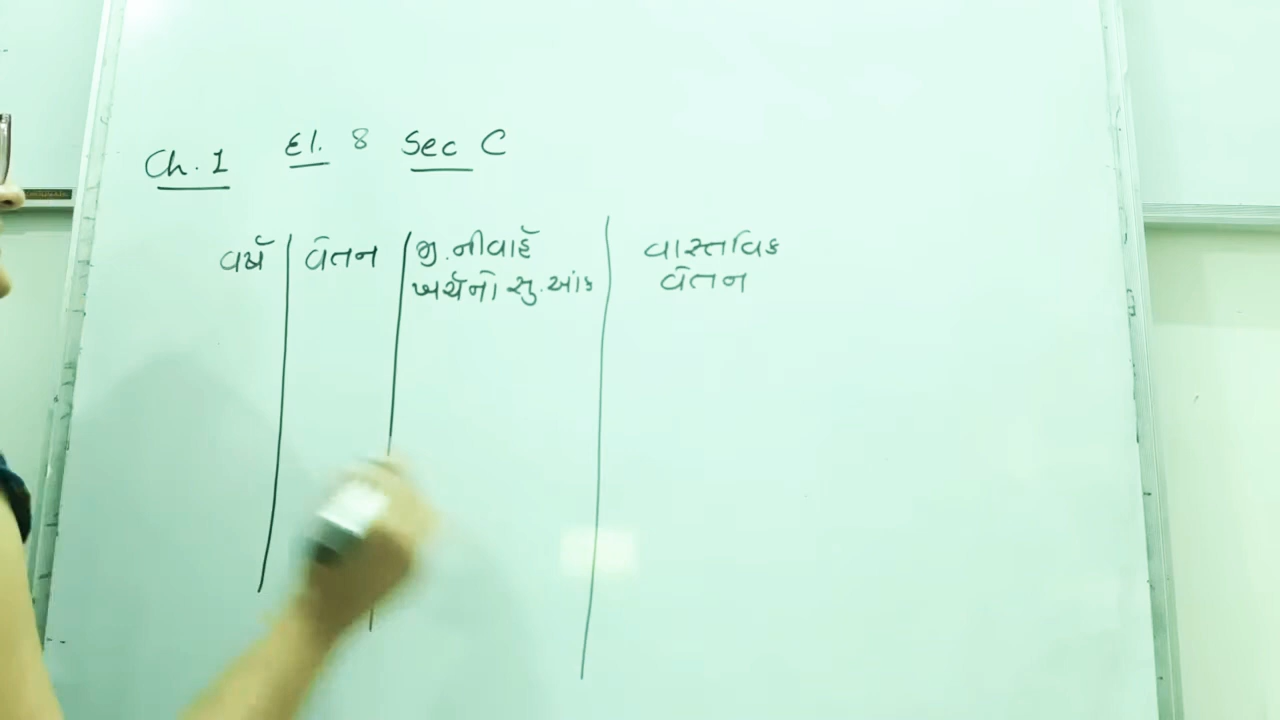 Ch. 1 દા. 8 Sec C
વર્ષ વેતન જી. નીર્વાહ વાસ્તવિક
ખર્ચનો સુ. આંક વેતન